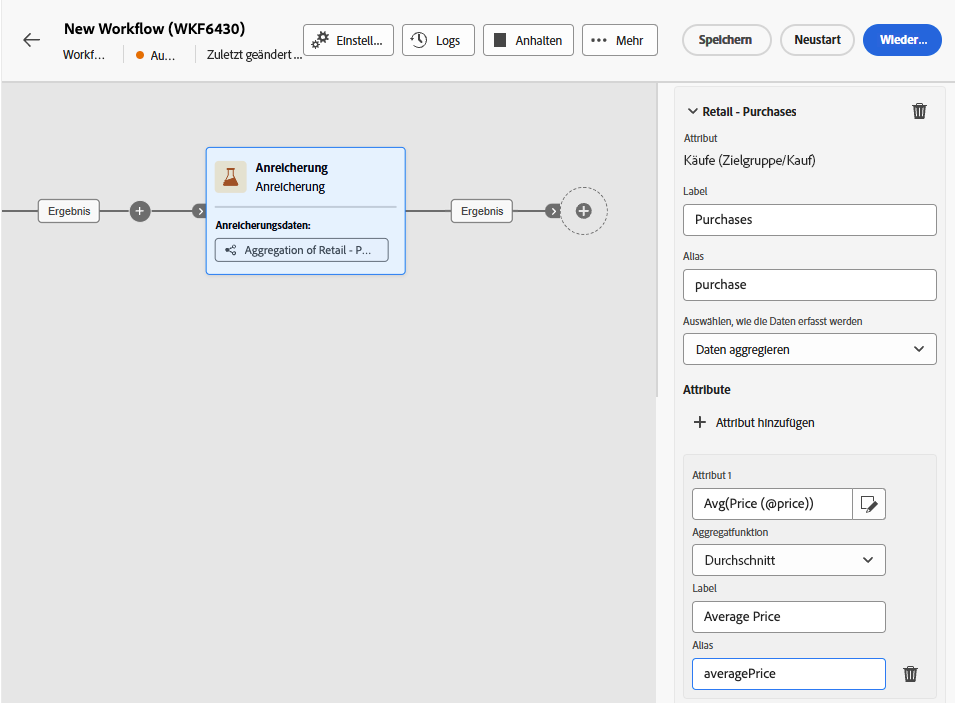 New Workflow (WKF6430)
Workf...
Au...
Zuletzt geändert ...
Einstell...
Logs
Anhalten
Mehr
Speichern
Neustart
Wieder...
Ergebnis
Anreicherung
Anreicherung
Anreicherungsdaten:
Aggregation of Retail - P...
Ergebnis
Retail - Purchases
Attribut
Käufe (Zielgruppe/Kauf)
Label
Purchases
Alias
purchase
Auswählen, wie die Daten erfasst werden
Daten aggregieren
Attribute
Attribut hinzufügen
Attribut 1
Avg(Price (@price))
Aggregatfunktion
Durchschnitt
Label
Average Price
Alias
averagePrice